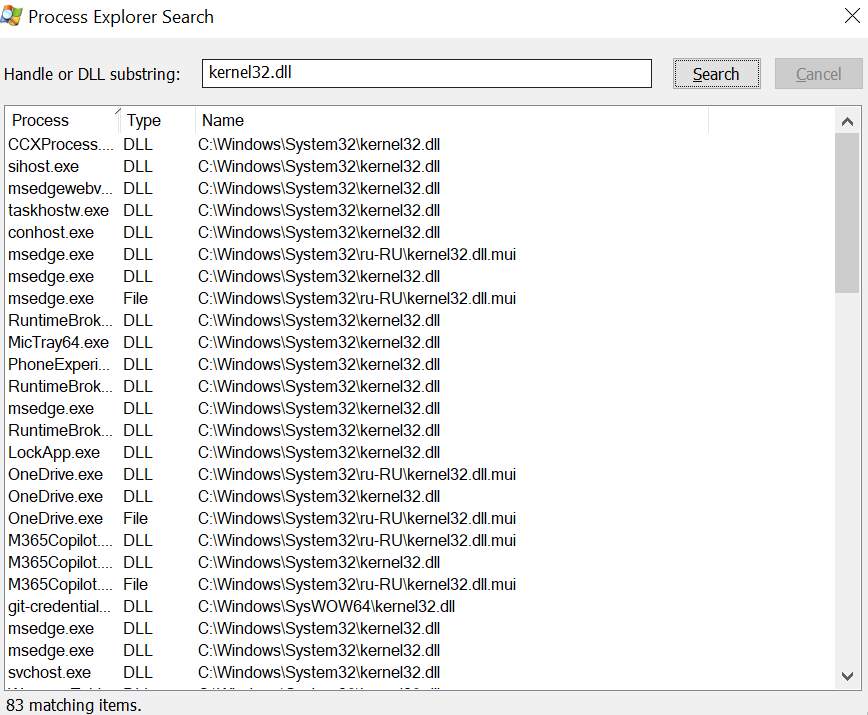 Process Explorer Search
Handle or DLL substring: kernel32.dll Search Cancel
Process Type Name
CCXProcess.... DLL C:\Windows\System32\kernel32.dll
sihost.exe DLL C:\Windows\System32\kernel32.dll
msedgewebv... DLL C:\Windows\System32\kernel32.dll
taskhostw.exe DLL C:\Windows\System32\kernel32.dll
conhost.exe DLL C:\Windows\System32\kernel32.dll
msedge.exe DLL C:\Windows\System32\ru-RU\kernel32.dll.mui
msedge.exe DLL C:\Windows\System32\kernel32.dll
msedge.exe File C:\Windows\System32\ru-RU\kernel32.dll.mui
RuntimeBrok... DLL C:\Windows\System32\kernel32.dll
MicTray64.exe DLL C:\Windows\System32\kernel32.dll
PhoneExperi... DLL C:\Windows\System32\kernel32.dll
RuntimeBrok... DLL C:\Windows\System32\kernel32.dll
msedge.exe DLL C:\Windows\System32\kernel32.dll
RuntimeBrok... DLL C:\Windows\System32\kernel32.dll
LockApp.exe DLL C:\Windows\System32\kernel32.dll
OneDrive.exe DLL C:\Windows\System32\ru-RU\kernel32.dll.mui
OneDrive.exe DLL C:\Windows\System32\kernel32.dll
OneDrive.exe File C:\Windows\System32\ru-RU\kernel32.dll.mui
M365Copilot.... DLL C:\Windows\System32\ru-RU\kernel32.dll.mui
M365Copilot.... DLL C:\Windows\System32\kernel32.dll
M365Copilot.... File C:\Windows\System32\ru-RU\kernel32.dll.mui
git-credential... DLL C:\Windows\SysWOW64\kernel32.dll
msedge.exe DLL C:\Windows\System32\kernel32.dll
msedge.exe DLL C:\Windows\System32\kernel32.dll
svchost.exe DLL C:\Windows\System32\kernel32.dll
83 matching items.